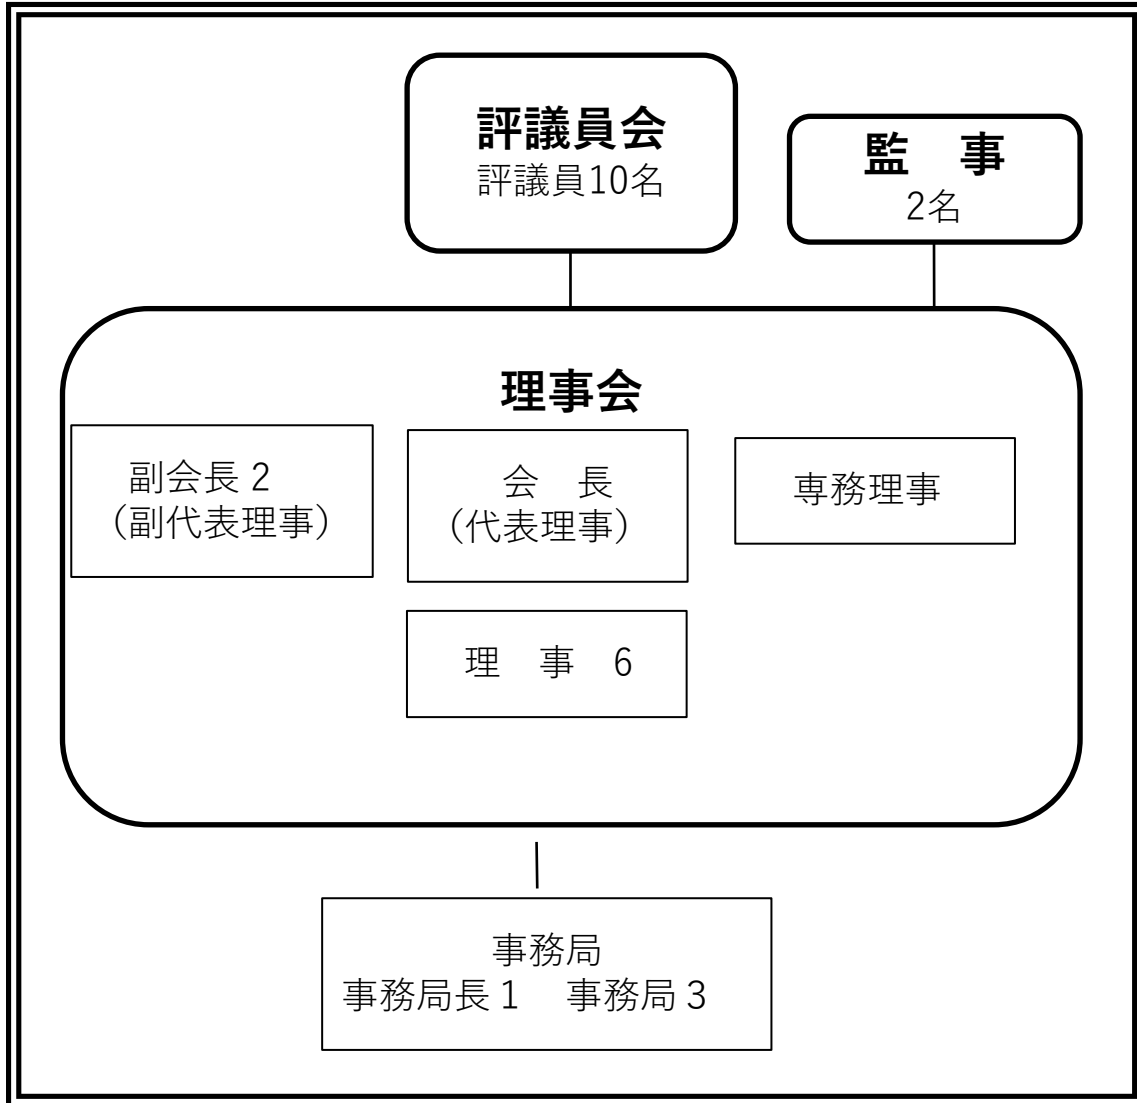 評議員会
評議員10名
監　事
2名
理事会
副会長 2
（副代表理事）
会　長
（代表理事）
専務理事
理　事　6
事務局
事務局長 1　事務局 3